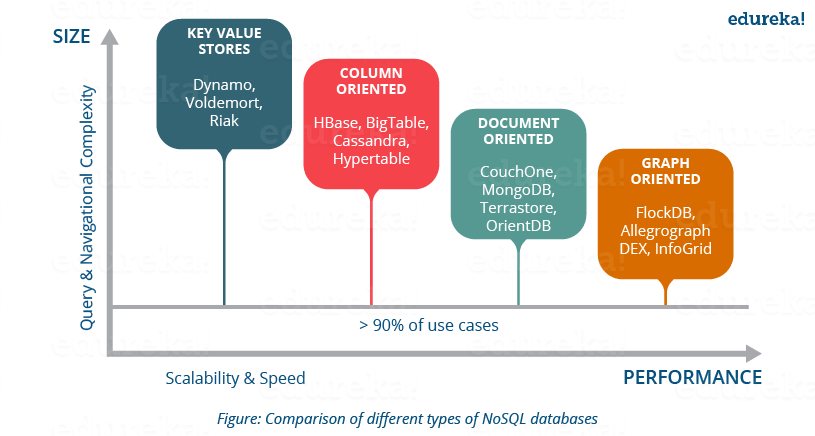 edureka!
SIZE
Query & Navigational Complexity
KEY VALUE
STORES
Dynamo,
Voldemort,
Riak
COLUMN
ORIENTED
HBase, BigTable,
Cassandra,
Hypertable
DOCUMENT
ORIENTED
CouchOne,
MongoDB,
Terrastore,
OrientDB
GRAPH
ORIENTED
FlockDB,
Allegrograph
DEX, InfoGrid
> 90% of use cases
Scalability & Speed
PERFORMANCE
Figure: Comparison of different types of NoSQL databases